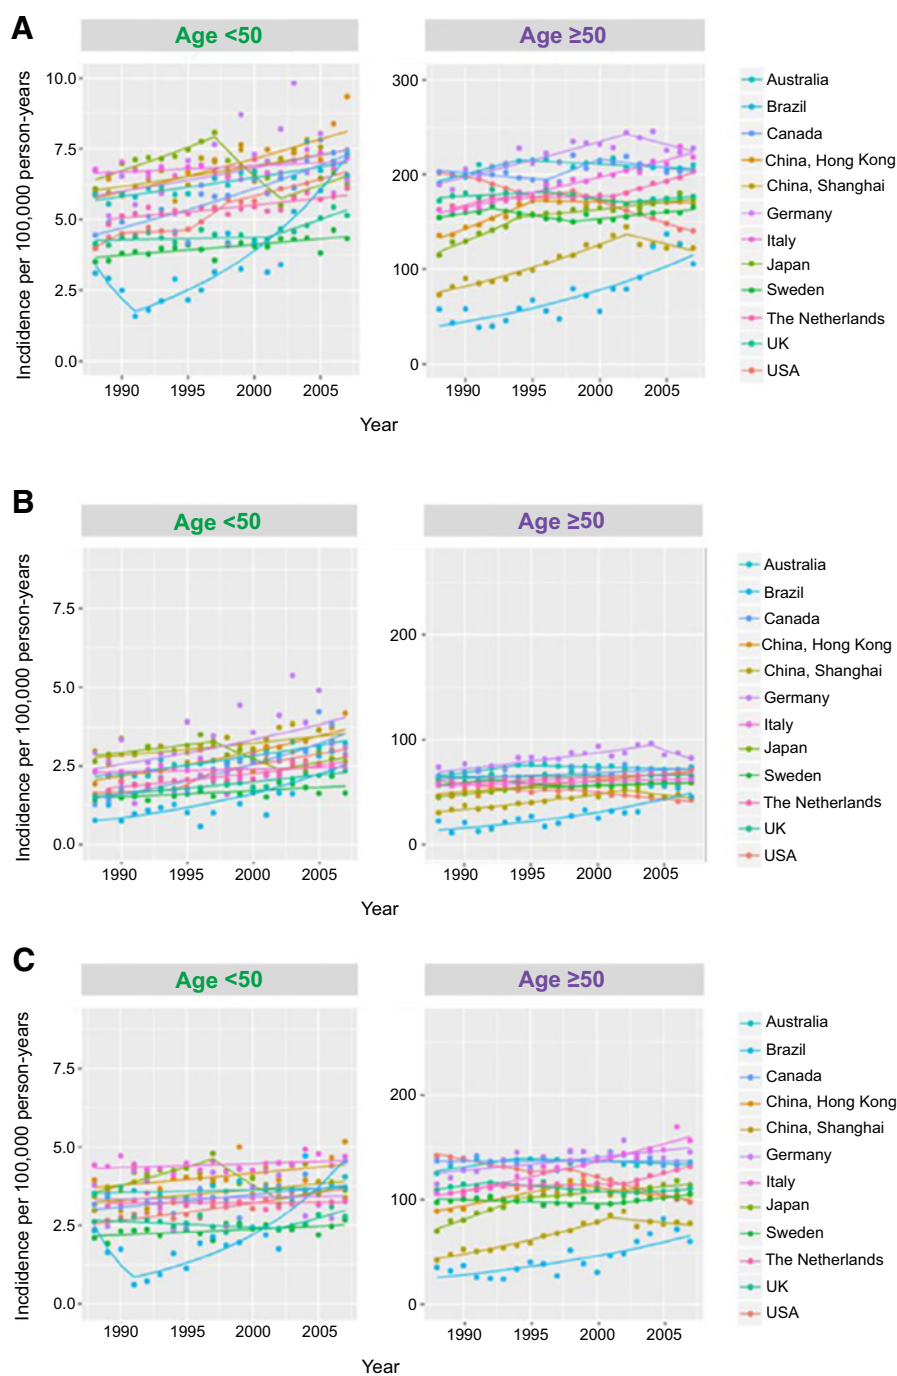 A
Age <50
Age ≥50
Incdidence per 100,000 person-years
10.0
7.5
5.0
2.5
0.0
300
200
100
0
1990 1995 2000 2005
1990 1995 2000 2005
Year
Australia
Brazil
Canada
China, Hong Kong
China, Shanghai
Germany
Italy
Japan
Sweden
The Netherlands
UK
USA
B
Age <50
Age ≥50
Incdidence per 100,000 person-years
7.5
5.0
2.5
0.0
200
100
0
1990 1995 2000 2005
1990 1995 2000 2005
Year
Australia
Brazil
Canada
China, Hong Kong
China, Shanghai
Germany
Italy
Japan
Sweden
The Netherlands
UK
USA
C
Age <50
Age ≥50
Incdidence per 100,000 person-years
7.5
5.0
2.5
0.0
200
100
0
1990 1995 2000 2005
1990 1995 2000 2005
Year
Australia
Brazil
Canada
China, Hong Kong
China, Shanghai
Germany
Italy
Japan
Sweden
The Netherlands
UK
USA